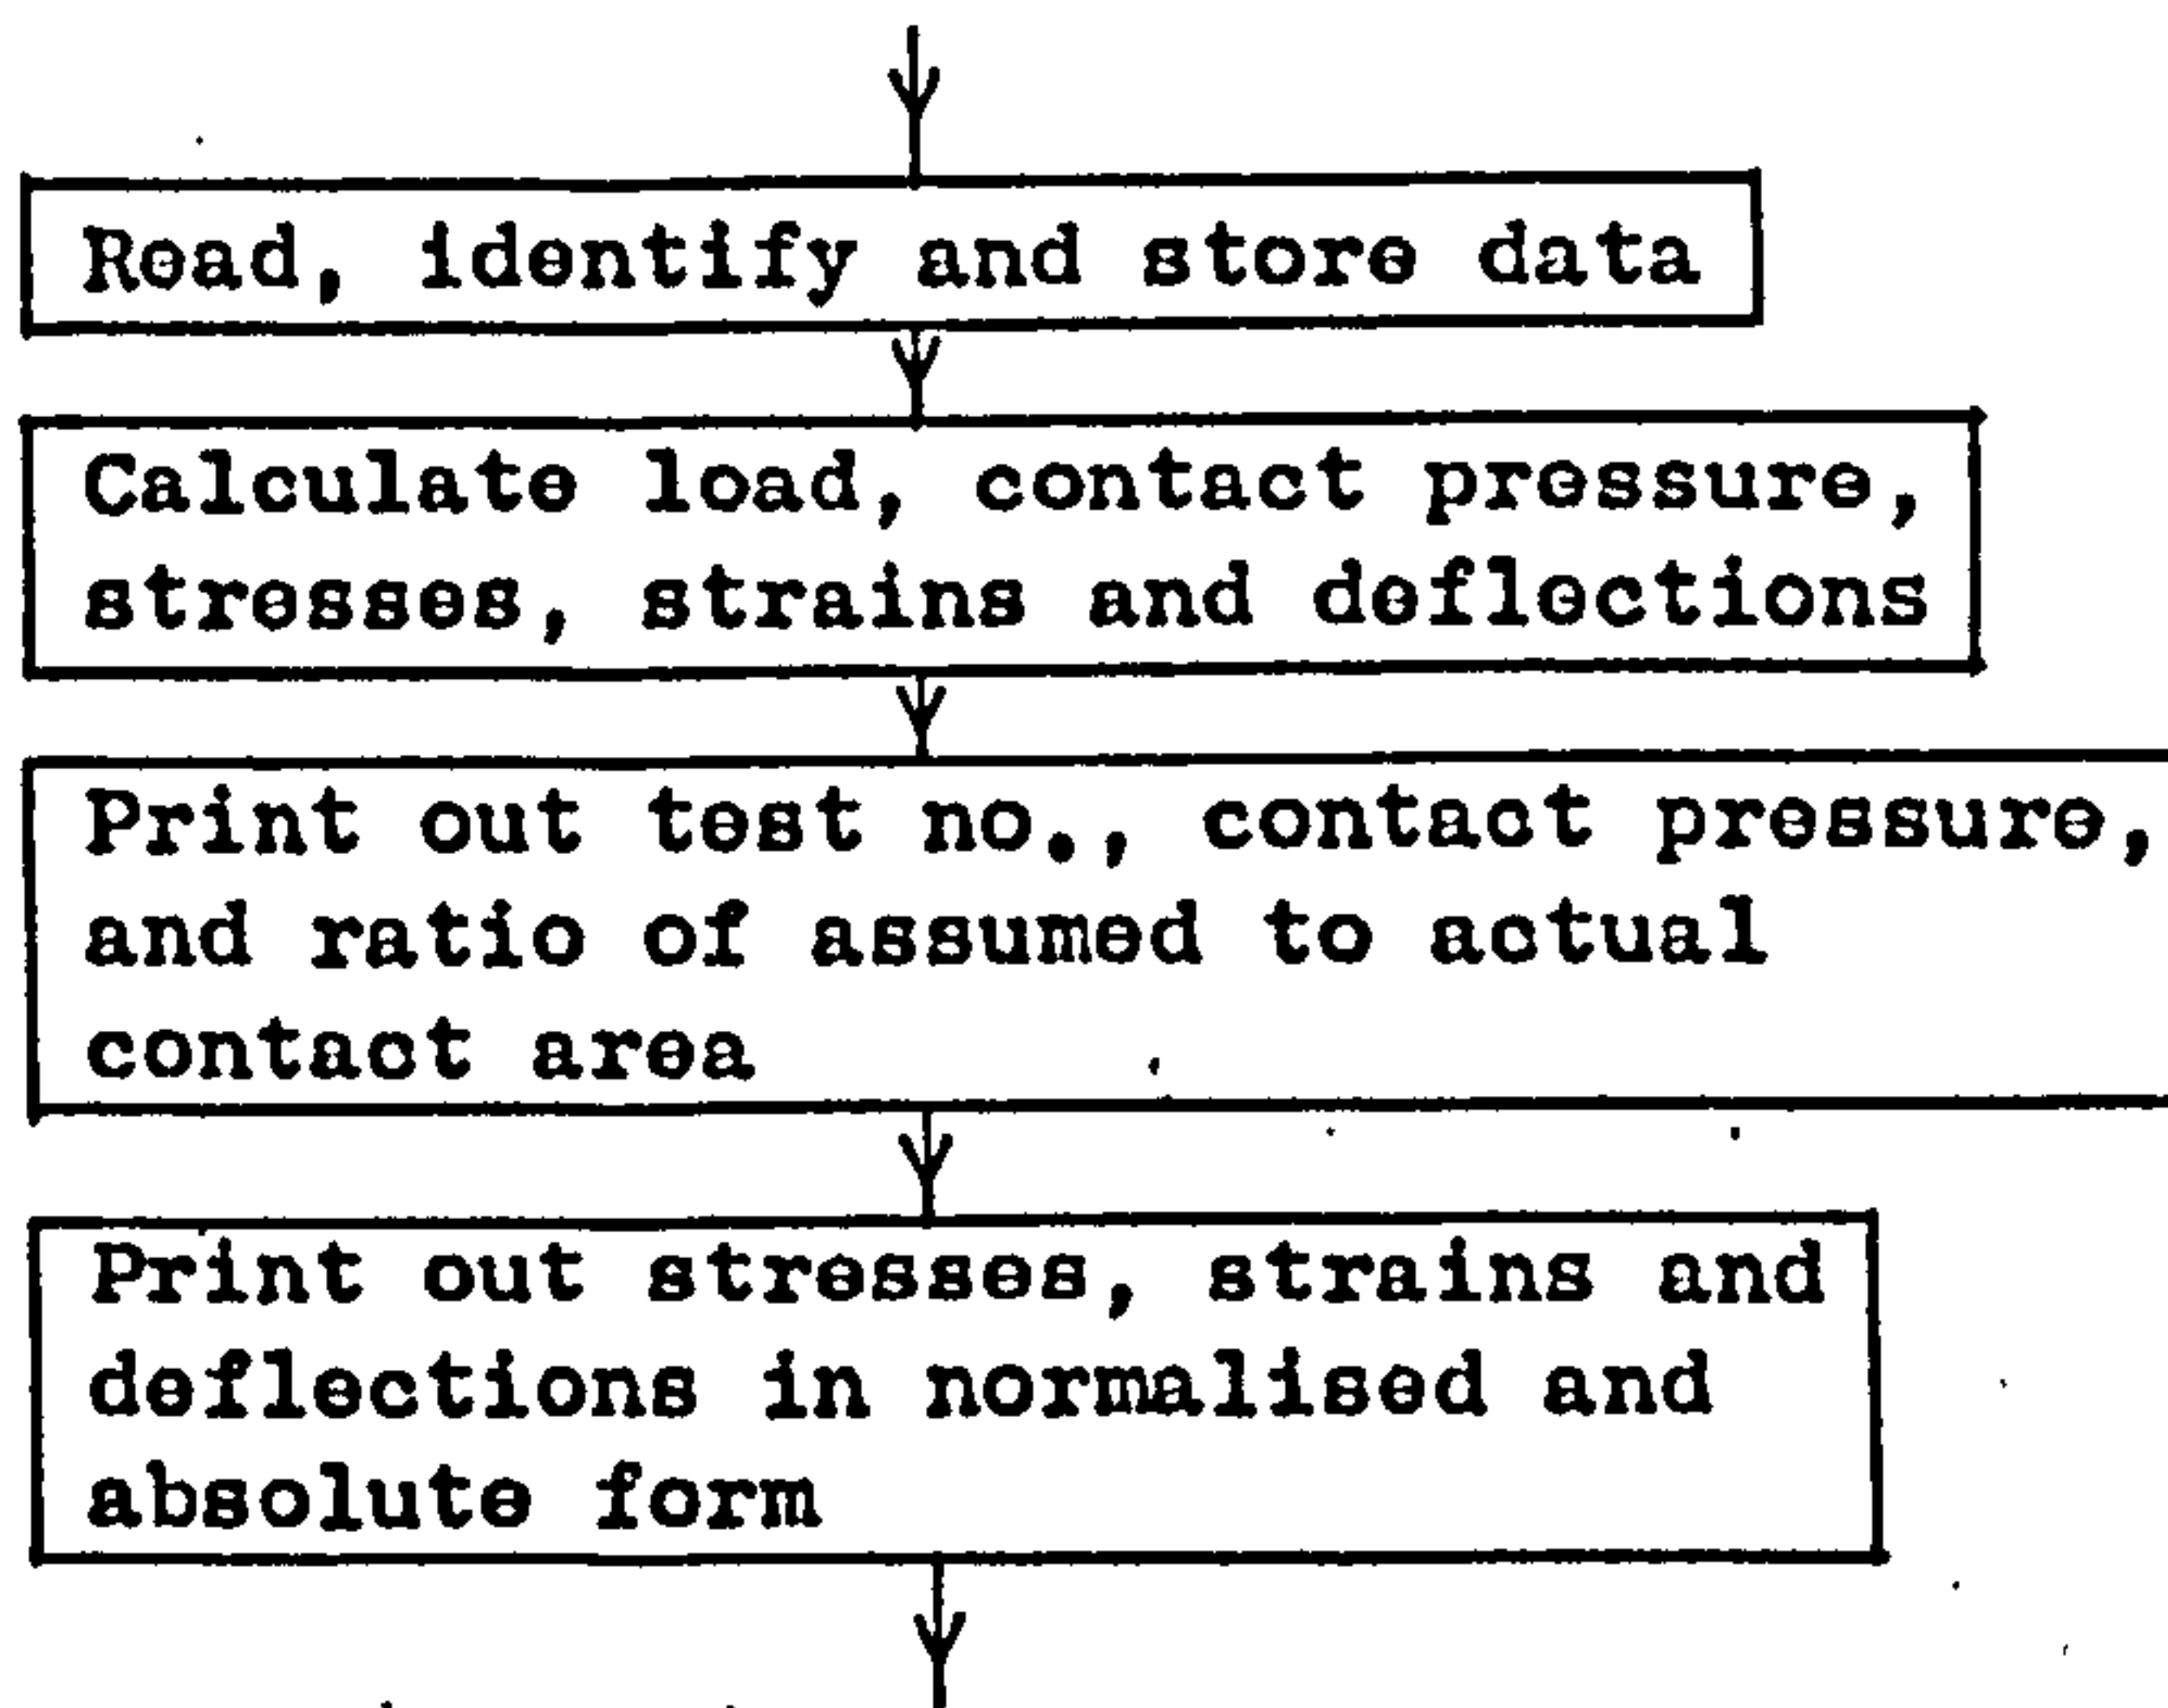 Read, identify and store data
Calculate load, contact pressure,
stresses, strains and deflections
Print out test no., contact pressure,
and ratio of assumed to actual
contact area
Print out stresses, strains and
deflections in normalised and
absolute form